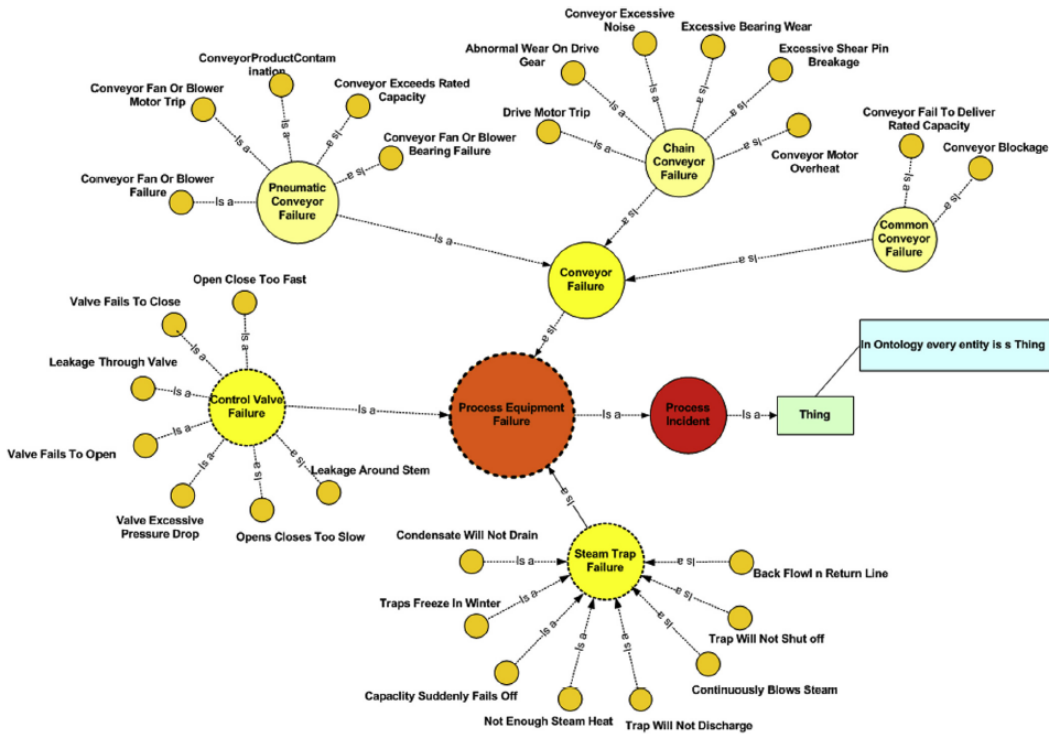 ConveyorProductContam
ination
Conveyor Fan Or Blower
Motor Trip
Conveyor Exceeds Rated
Capacity
Conveyor Fan Or Blower
Bearing Failure
Conveyor Fan Or Blower
Failure
Is a
Is a
Is a
Is a
Is a
Pneumatic
Conveyor
Failure
Is a
Conveyor Excessive
Noise
Excessive Bearing Wear
Abnormal Wear On Drive
Gear
Excessive Shear Pin
Breakage
Drive Motor Trip
Conveyor Motor
Overheat
Is a
Is a
Is a
Is a
Is a
Is a
Chain
Conveyor
Failure
Is a
Conveyor Fail To Deliver
Rated Capacity
Conveyor Blockage
Is a
Is a
Common
Conveyor
Failure
Is a
Conveyor
Failure
Is a
Open Close Too Fast
Valve Fails To Close
Leakage Through Valve
Valve Fails To Open
Valve Excessive
Pressure Drop
Opens Closes Too Slow
Leakage Around Stem
Is a
Is a
Is a
Is a
Is a
Is a
Is a
Control Valve
Failure
Is a
Process Equipment
Failure
Is a
Process
Incident
Is a
Thing
In Ontology every entity is s Thing
Is a
Steam Trap
Failure
Condensate Will Not Drain
Is a
Traps Freeze In Winter
Is a
Capaclity Suddenly Fails Off
Is a
Not Enough Steam Heat
Is a
Trap Will Not Discharge
Is a
Continuously Blows Steam
Is a
Trap Will Not Shut off
Is a
Back FlowI n Return Line
Is a